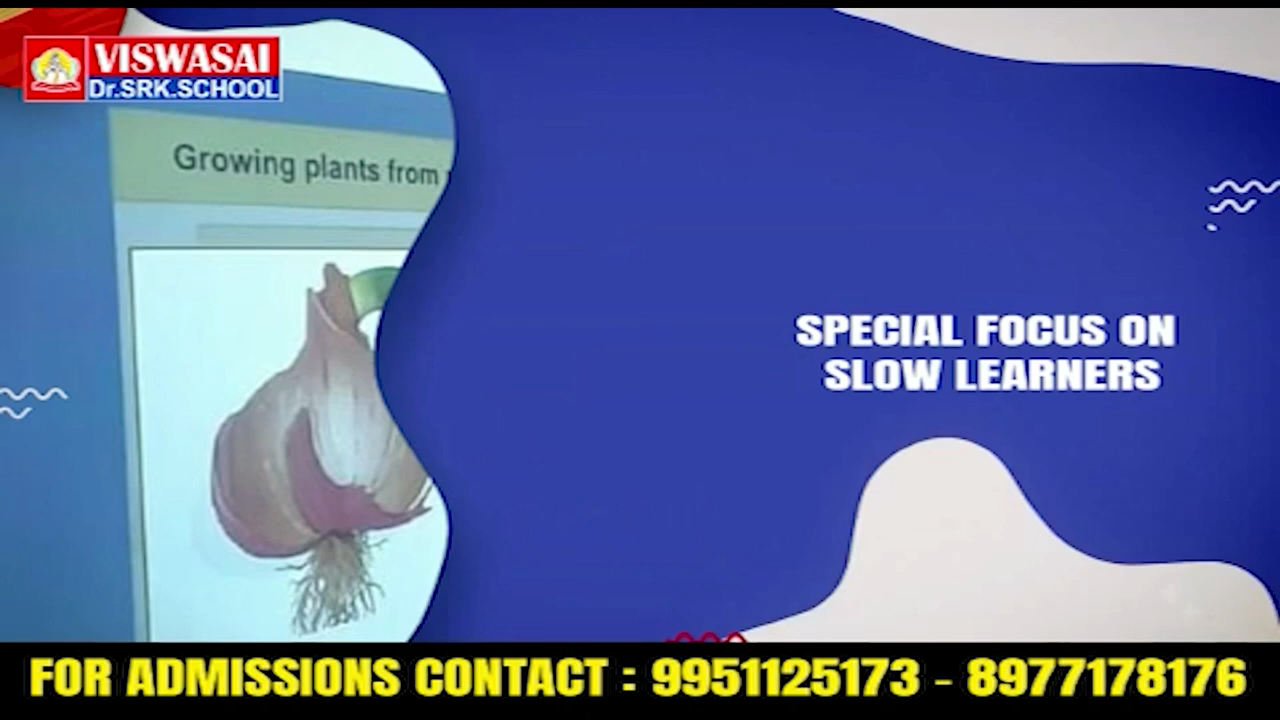 VISWASAI
Dr.SRK.SCHOOL
Growing plants from
SPECIAL FOCUS ON
SLOW LEARNERS
FOR ADMISSIONS CONTACT : 9951125173 - 8977178176